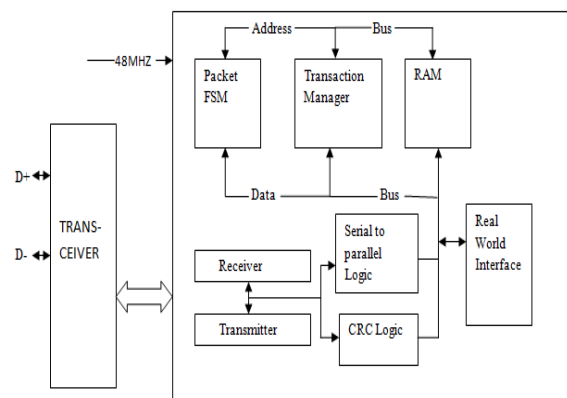 Address Bus
48MHZ
Packet
FSM
Transaction
Manager
RAM
D+
D-
TRANS-
CEIVER
Data Bus
Serial to
parallel
Logic
Real
World
Interface
Receiver
Transmitter
CRC Logic